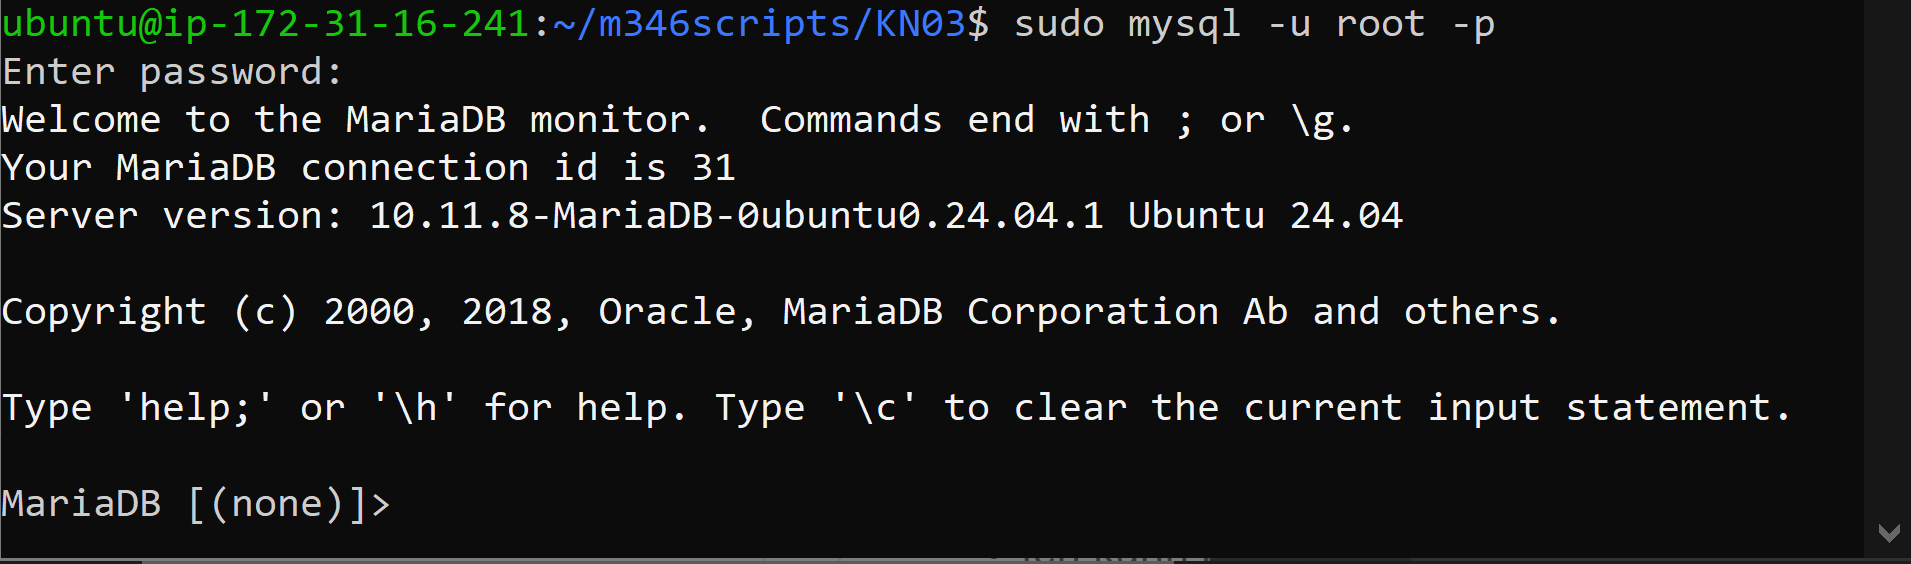 ubuntu@ip-172-31-16-241:~/m346scripts/KN03$ sudo mysql -u root -p
Enter password:
Welcome to the MariaDB monitor.  Commands end with ; or \g.
Your MariaDB connection id is 31
Server version: 10.11.8-MariaDB-0ubuntu0.24.04.1 Ubuntu 24.04

Copyright (c) 2000, 2018, Oracle, MariaDB Corporation Ab and others.

Type 'help;' or '\h' for help. Type '\c' to clear the current input statement.

MariaDB [(none)]>